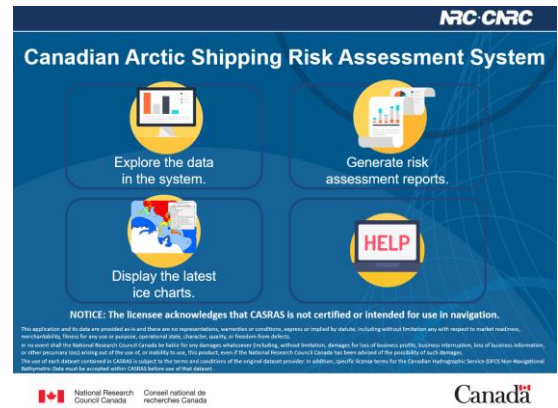 NRC·CNRC
Canadian Arctic Shipping Risk Assessment System
Explore the data
in the system.
Generate risk
assessment reports.
Display the latest
ice charts.
HELP
NOTICE: The licensee acknowledges that CASRAS is not certified or intended for use in navigation.
This application and its data are provided as-is and there are no representations, warranties or conditions, express or implied by statute, including without limitation any with respect to market readiness,
merchantability, fitness for any use or purpose, operational state, character, quality, or freedom from defects.
In no event shall the National Research Council Canada be liable for any damages whatsoever (including, without limitation, damages for loss of business profits, business interruption, loss of business information,
or other pecuniary loss) arising out of the use of, or inability to use, this product, even if the National Research Council Canada has been advised of the possibility of such damages.
The use of each dataset contained in CASRAS is subject to the terms and conditions of the original dataset provider. In addition, specific license terms for the Canadian Hydrographic Service (DFO) Non-Navigational
Bathymetric Data must be accepted within CASRAS before use of that dataset.
National Research Council Canada
Conseil national de recherches Canada
Canada